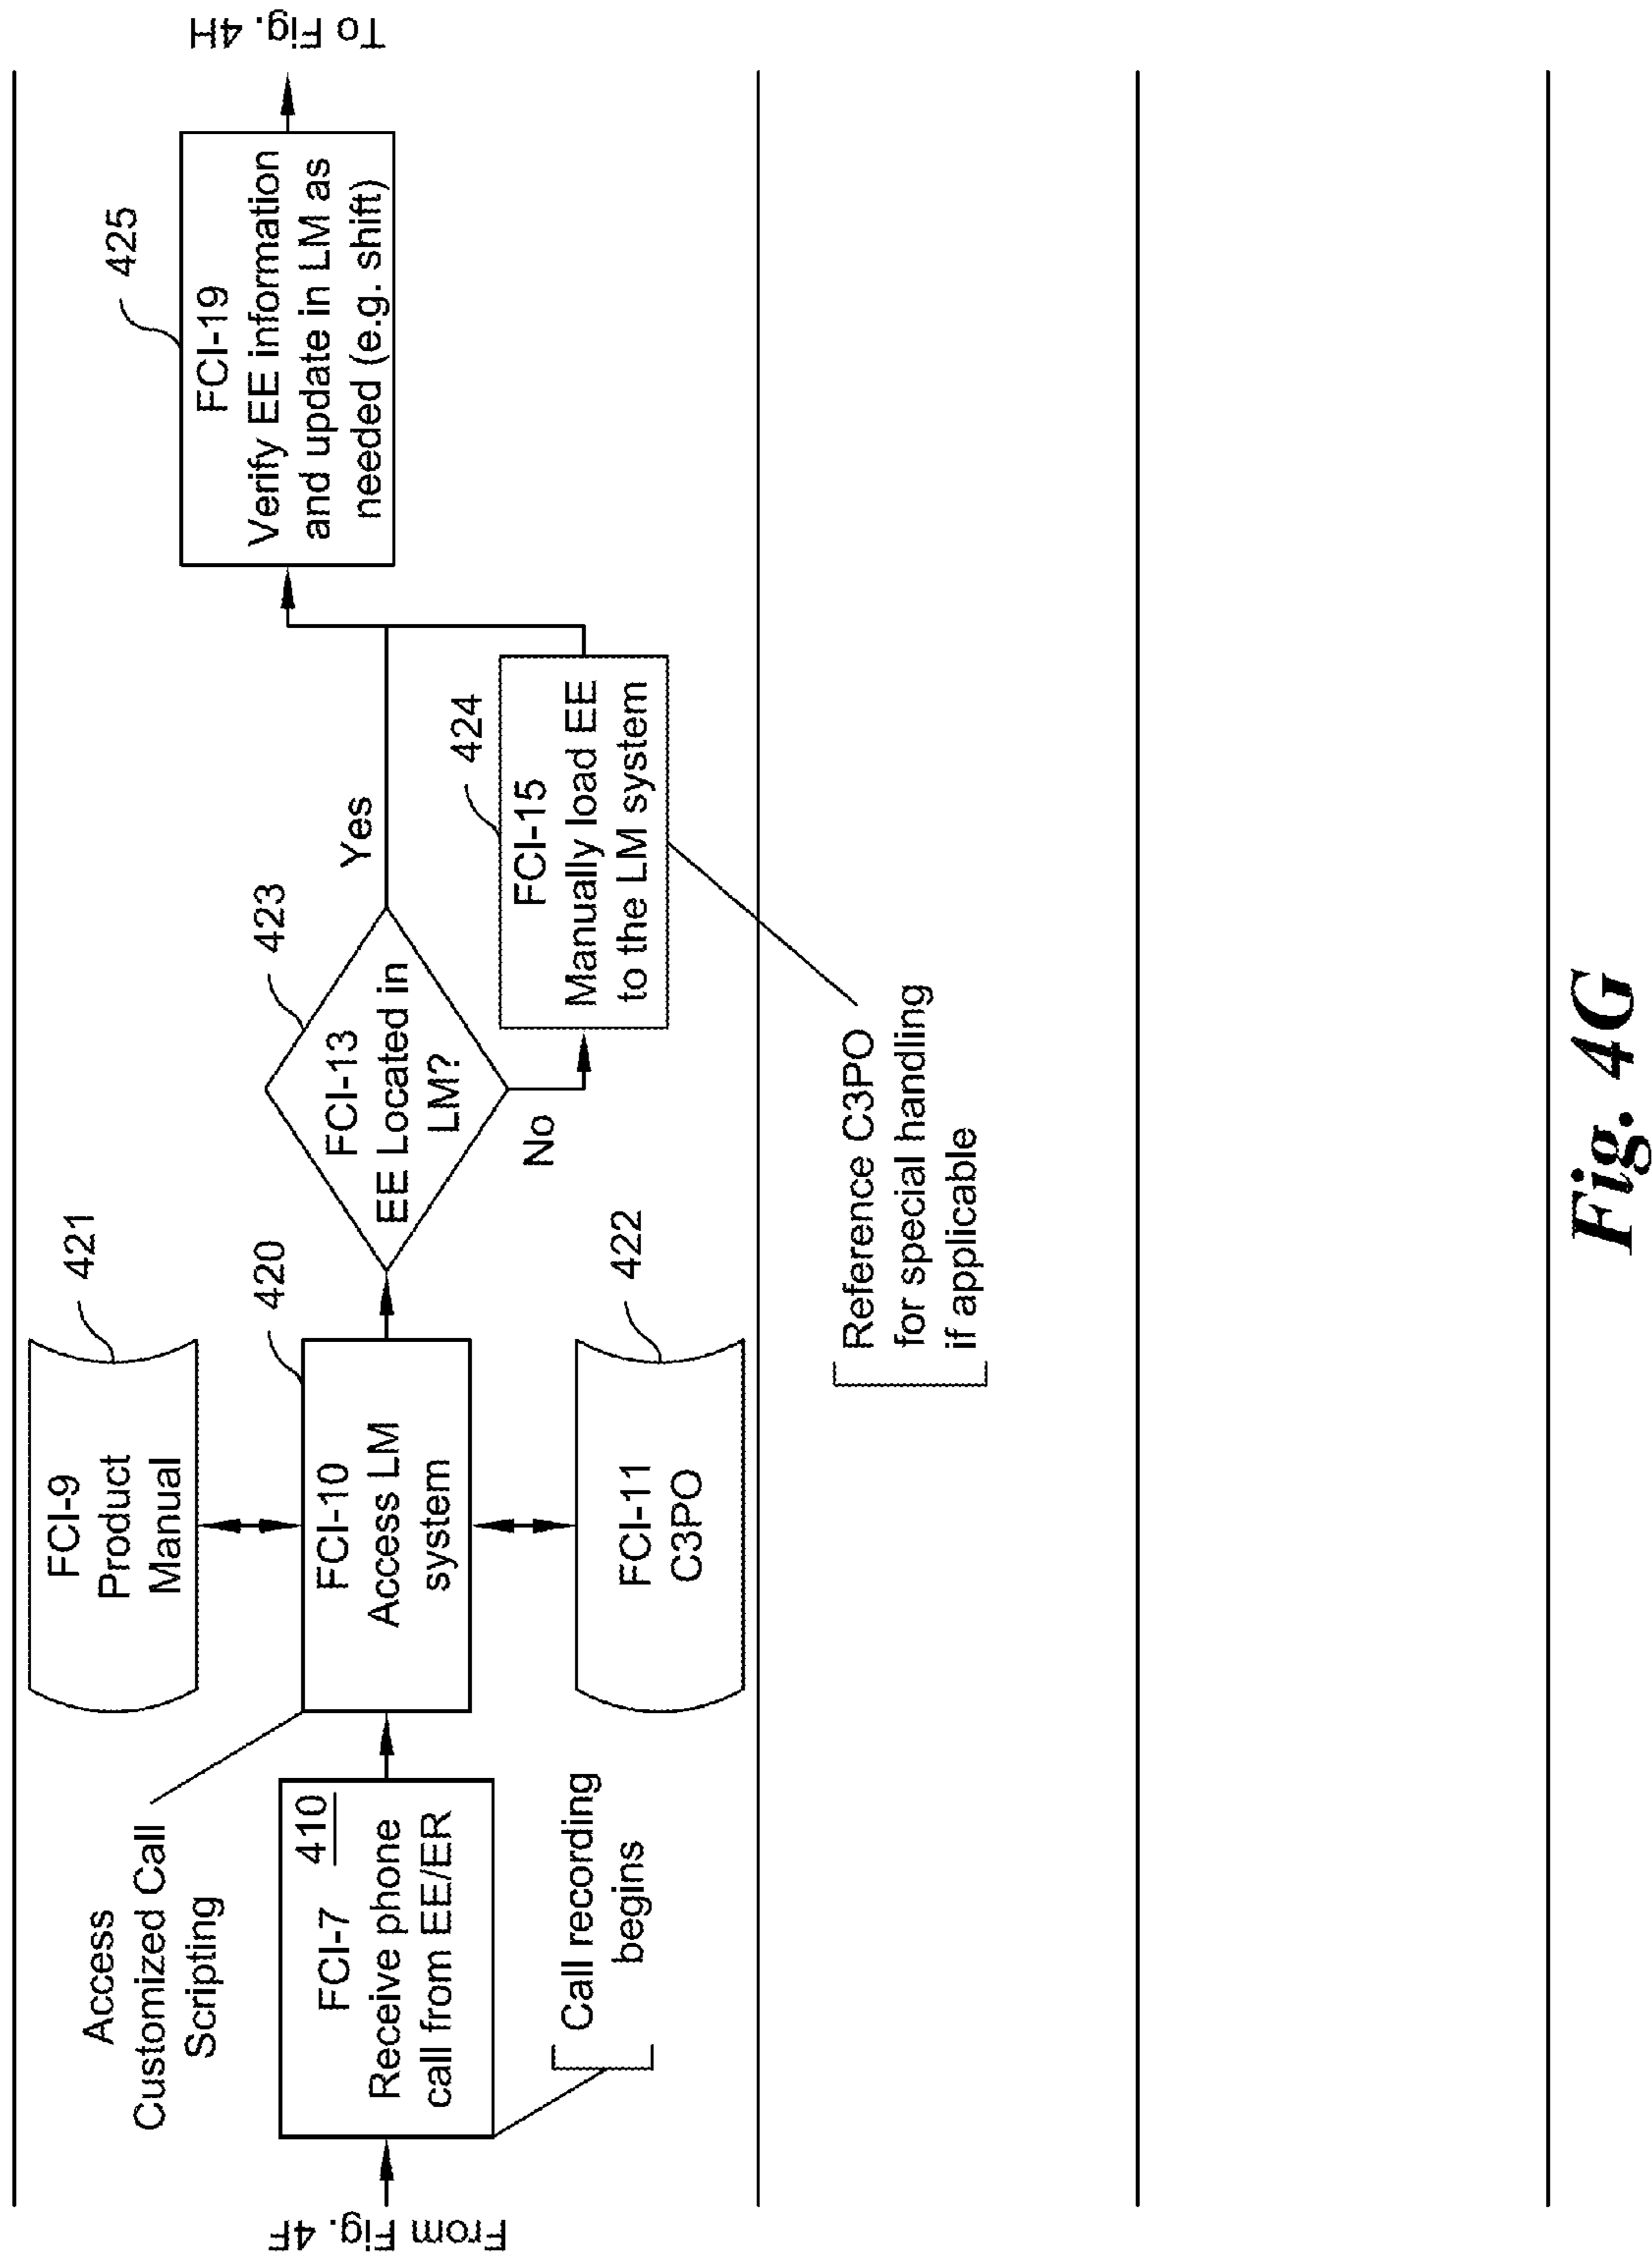 From Fig. 4F
FCI-7 410
Receive phone
call from EE/ER
Call recording
begins
Access
Customized Call
Scripting
FCI-9
Product
Manual
421
FCI-10
Access LM
system
420
FCI-11
C3PO
422
FCI-13
EE Located in
LM?
423
Yes
No
FCI-15
Manually load EE
to the LM system
424
Reference C3PO
for special handling
if applicable
FCI-19
Verify EE information
and update in LM as
needed (e.g. shift)
425
To Fig. 4H
Fig. 4G